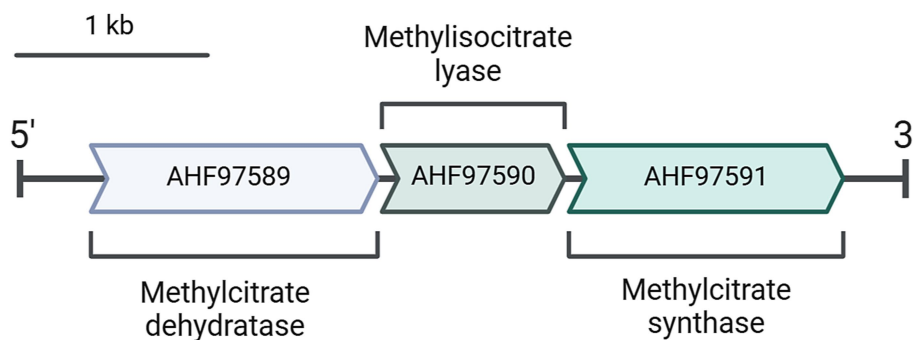 1 kb
Methylisocitrate
lyase
5'
3
AHF97589
AHF97590
AHF97591
Methylcitrate
dehydratase
Methylcitrate
synthase